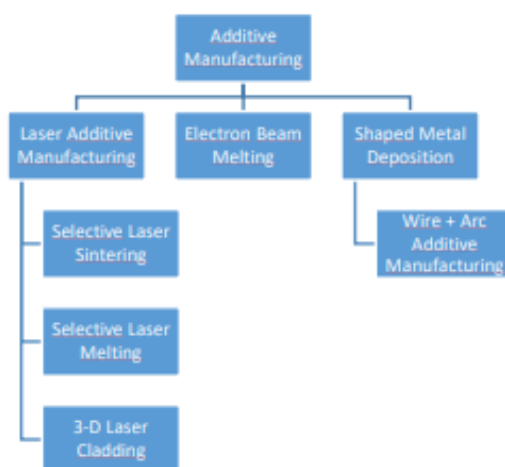 Additive
Manufacturing
Laser Additive
Manufacturing
Electron Beam
Melting
Shaped Metal
Deposition
Selective Laser
Sintering
Wire + Arc
Additive
Manufacturing
Selective Laser
Melting
3-D Laser
Cladding